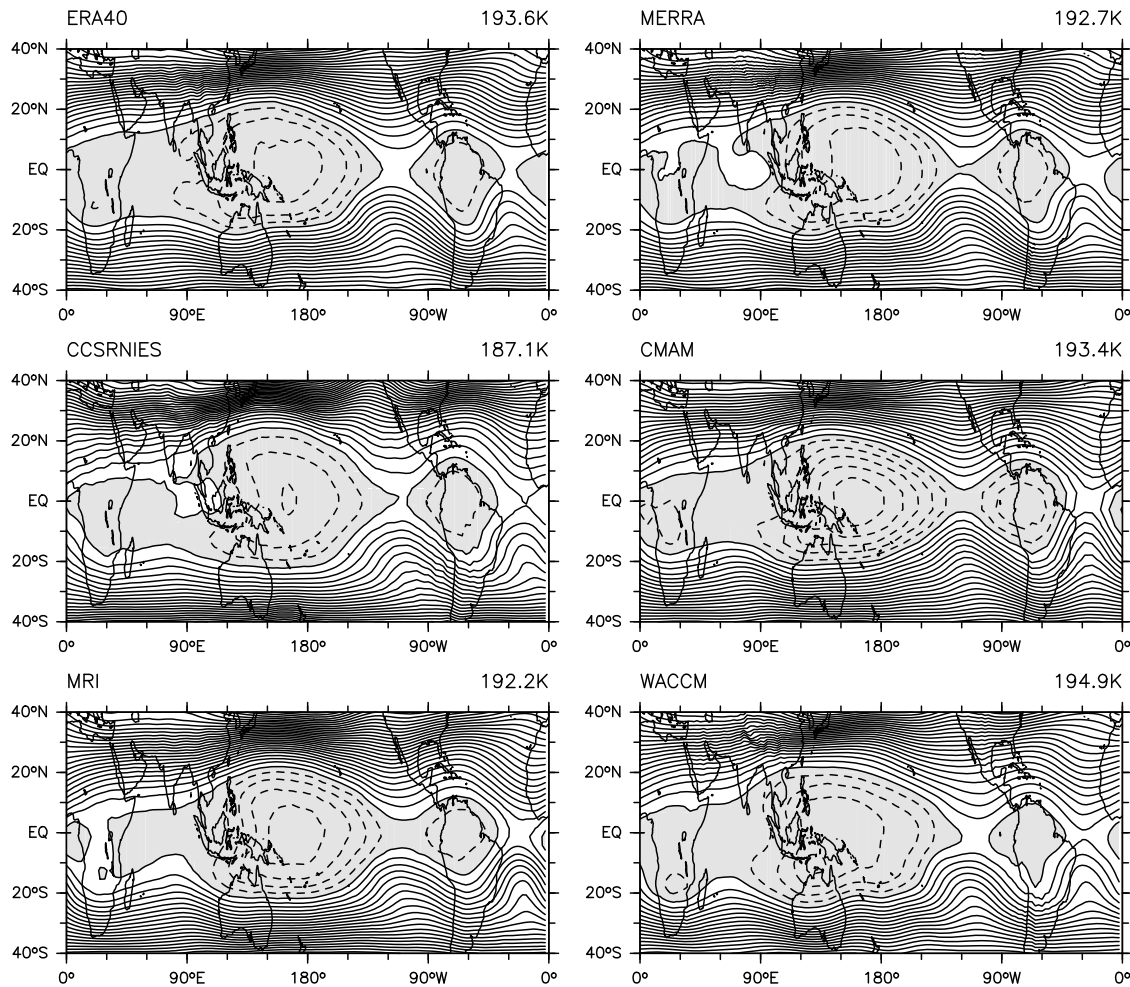 ERA40 193.6K MERRA 192.7K
40°N 40°N
20°N 20°N
EQ EQ
20°S 20°S
40°S 40°S
0° 90°E 180° 90°W 0° 0° 90°E 180° 90°W 0°
CCSRNIES 187.1K CMAM 193.4K
40°N 40°N
20°N 20°N
EQ EQ
20°S 20°S
40°S 40°S
0° 90°E 180° 90°W 0° 0° 90°E 180° 90°W 0°
MRI 192.2K WACCM 194.9K
40°N 40°N
20°N 20°N
EQ EQ
20°S 20°S
40°S 40°S
0° 90°E 180° 90°W 0° 0° 90°E 180° 90°W 0°